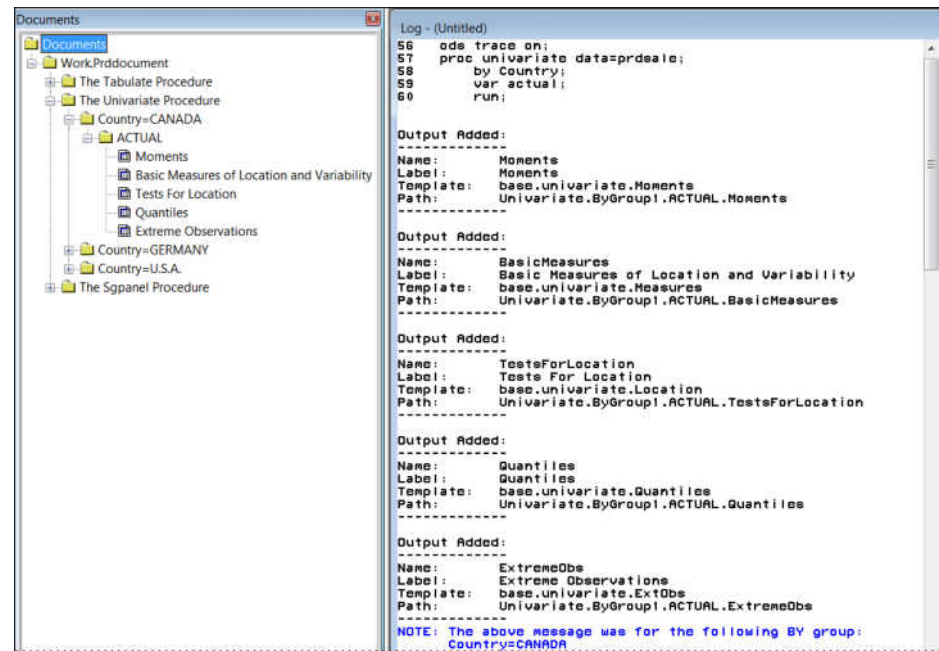 Documents
Documents
Work.Prddocument
The Tabulate Procedure
The Univariate Procedure
Country=CANADA
ACTUAL
Moments
Basic Measures of Location and Variability
Tests For Location
Quantiles
Extreme Observations
Country=GERMANY
Country=U.S.A.
The Sgpanel Procedure
Log - (Untitled)
56 ods trace on;
57 proc univariate data=prdsale;
58 by Country;
59 var actual;
60 run;
Output Added:
-------------
Name: Moments
Label: Moments
Template: base.univariate.Moments
Path: Univariate.ByGroup1.ACTUAL.Moments
-------------
Output Added:
-------------
Name: BasicMeasures
Label: Basic Measures of Location and Variability
Template: base.univariate.Measures
Path: Univariate.ByGroup1.ACTUAL.BasicMeasures
-------------
Output Added:
-------------
Name: TestsForLocation
Label: Tests For Location
Template: base.univariate.Location
Path: Univariate.ByGroup1.ACTUAL.TestsForLocation
-------------
Output Added:
-------------
Name: Quantiles
Label: Quantiles
Template: base.univariate.Quantiles
Path: Univariate.ByGroup1.ACTUAL.Quantiles
-------------
Output Added:
-------------
Name: ExtremeObs
Label: Extreme Observations
Template: base.univariate.ExtObs
Path: Univariate.ByGroup1.ACTUAL.ExtremeObs
-------------
NOTE: The above message was for the following BY group:
Country=CANADA